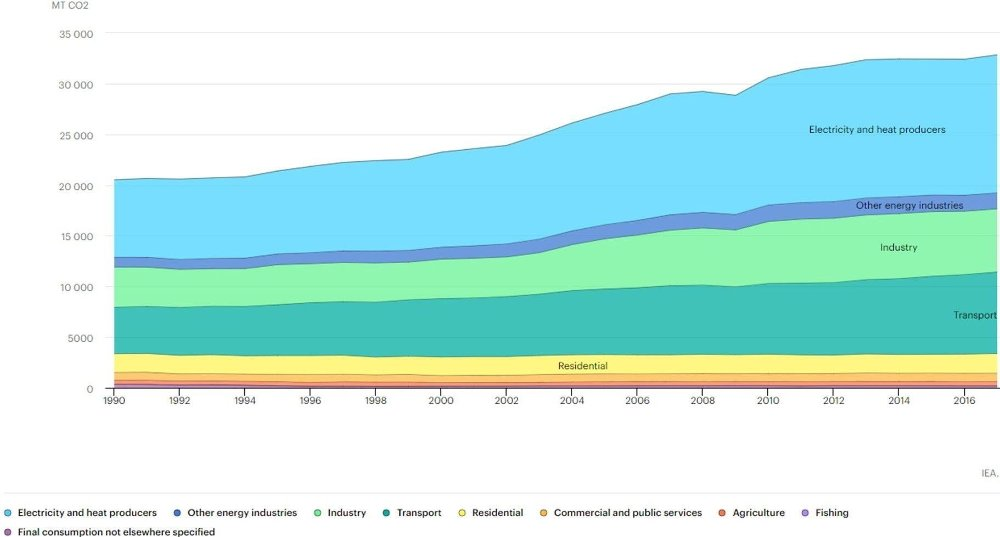 MT CO2
35 000
30 000
25 000
20 000
15 000
10 000
5000
0
Electricity and heat producers
Other energy industries
Industry
Transport
Residential
1990 1992 1994 1996 1998 2000 2002 2004 2006 2008 2010 2012 2014 2016
IEA.
Electricity and heat producers Other energy industries Industry Transport Residential Commercial and public services Agriculture Fishing
Final consumption not elsewhere specified